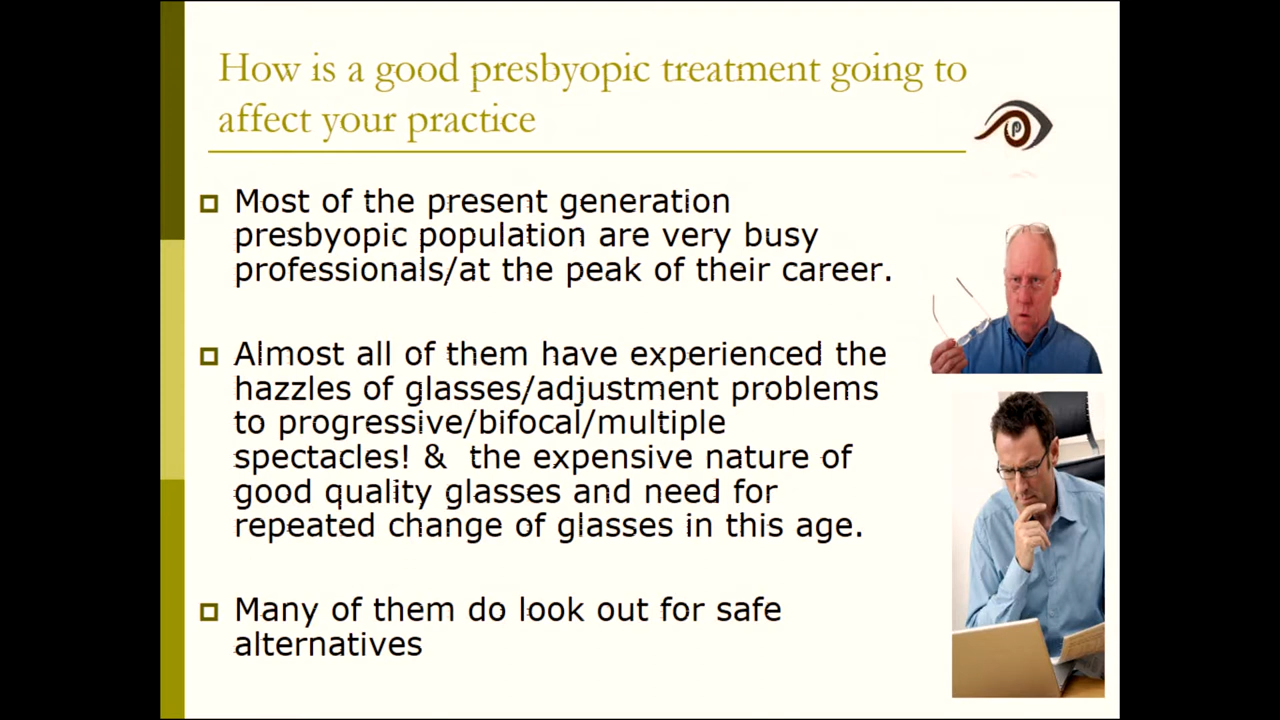 How is a good presbyopic treatment going to
affect your practice
Most of the present generation
presbyopic population are very busy
professionals/at the peak of their career.
Almost all of them have experienced the
hazzles of glasses/adjustment problems
to progressive/bifocal/multiple
spectacles! & the expensive nature of
good quality glasses and need for
repeated change of glasses in this age.
Many of them do look out for safe
alternatives